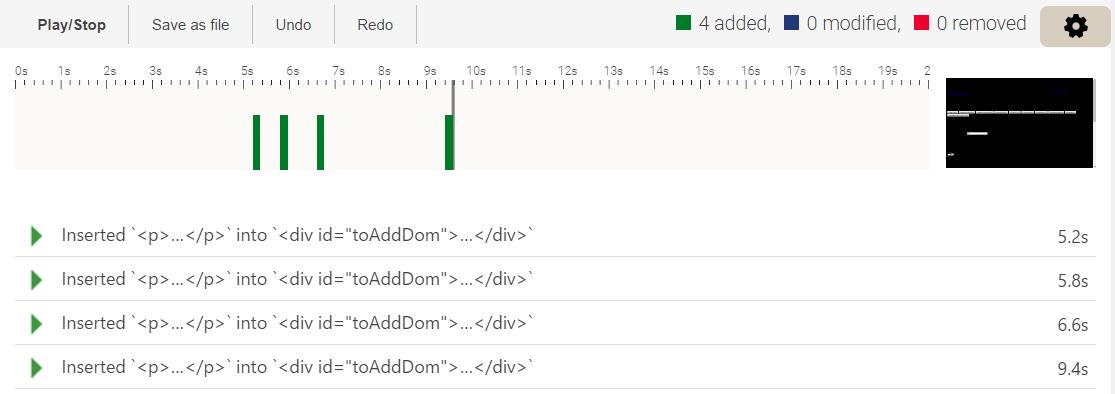 Play/Stop Save as file Undo Redo 4 added, 0 modified, 0 removed
0s 1s 2s 3s 4s 5s 6s 7s 8s 9s 10s 11s 12s 13s 14s 15s 16s 17s 18s 19s 2
Inserted `<p>...</p>` into `<div id="toAddDom">...</div>` 5.2s
Inserted `<p>...</p>` into `<div id="toAddDom">...</div>` 5.8s
Inserted `<p>...</p>` into `<div id="toAddDom">...</div>` 6.6s
Inserted `<p>...</p>` into `<div id="toAddDom">...</div>` 9.4s